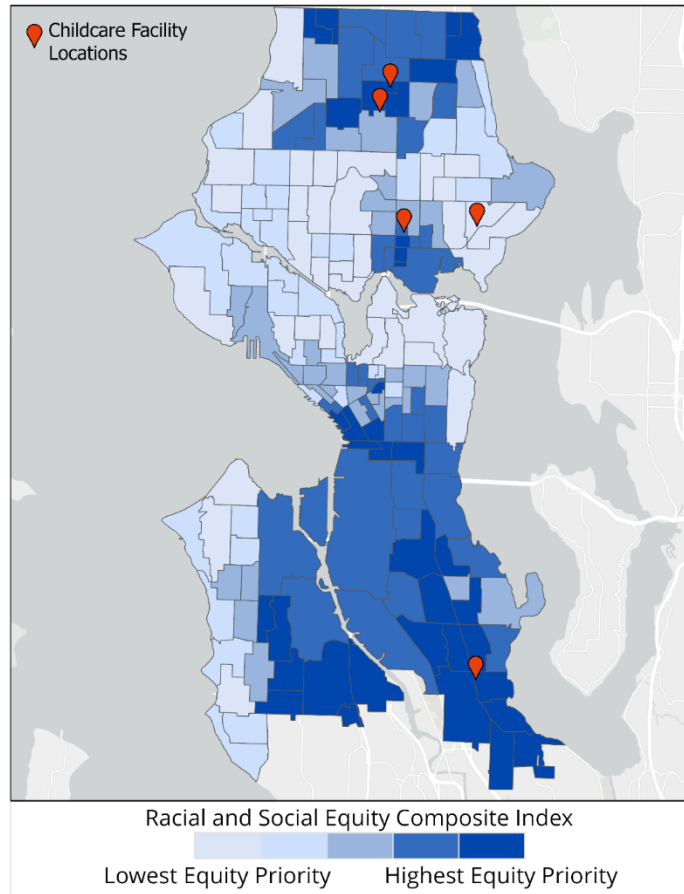 Childcare Facility
Locations
Racial and Social Equity Composite Index
Lowest Equity Priority Highest Equity Priority